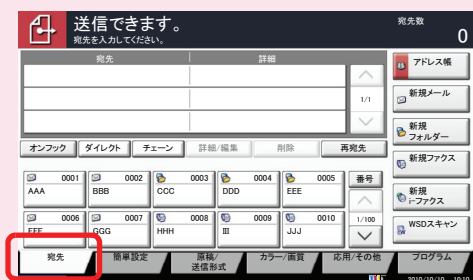 送信できます。
宛先を入力してください。
宛先数
0
宛先 詳細
1/1
オンフック ダイレクト チェーン 詳細/編集 削除 再宛先
0001 AAA
0002 BBB
0003 CCC
0004 DDD
0005 EEE
番号
0006 FFF
0007 GGG
0008 HHH
0009 III
0010 JJJ
1/100
アドレス帳
新規メール
新規
フォルダー
新規ファクス
新規
i-ファクス
WSDスキャン
宛先 簡単設定 原稿/
送信形式 カラー/画質 応用/その他 プログラム
2010/10/10 10:10